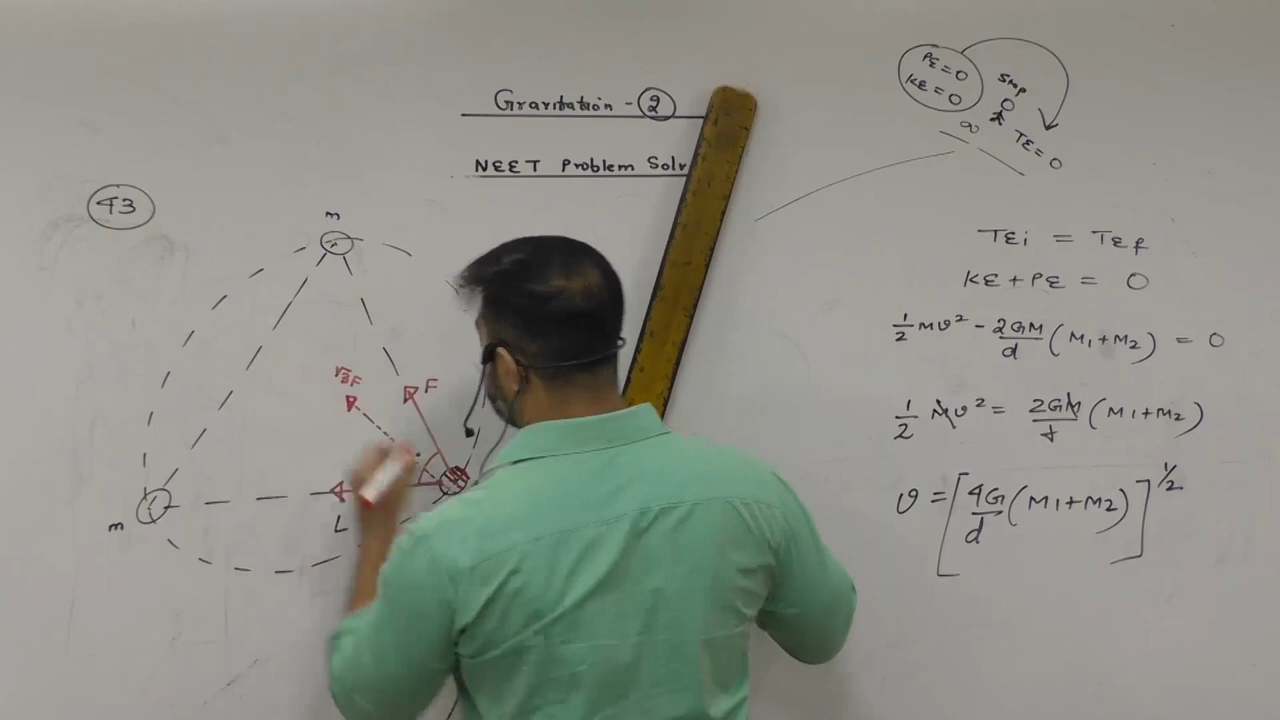 Gravitation - 2
NEET Problem Solv
43
m
m
L
F
√3F
PE = 0
KE = 0
Stop
∞
TE = 0
TEi = TEf
KE + PE = 0
1/2 mv² - 2GM/d (M1+M2) = 0
1/2 Mv² = 2GM/d (M1+M2)
v = [4G/d (M1+M2)]^1/2